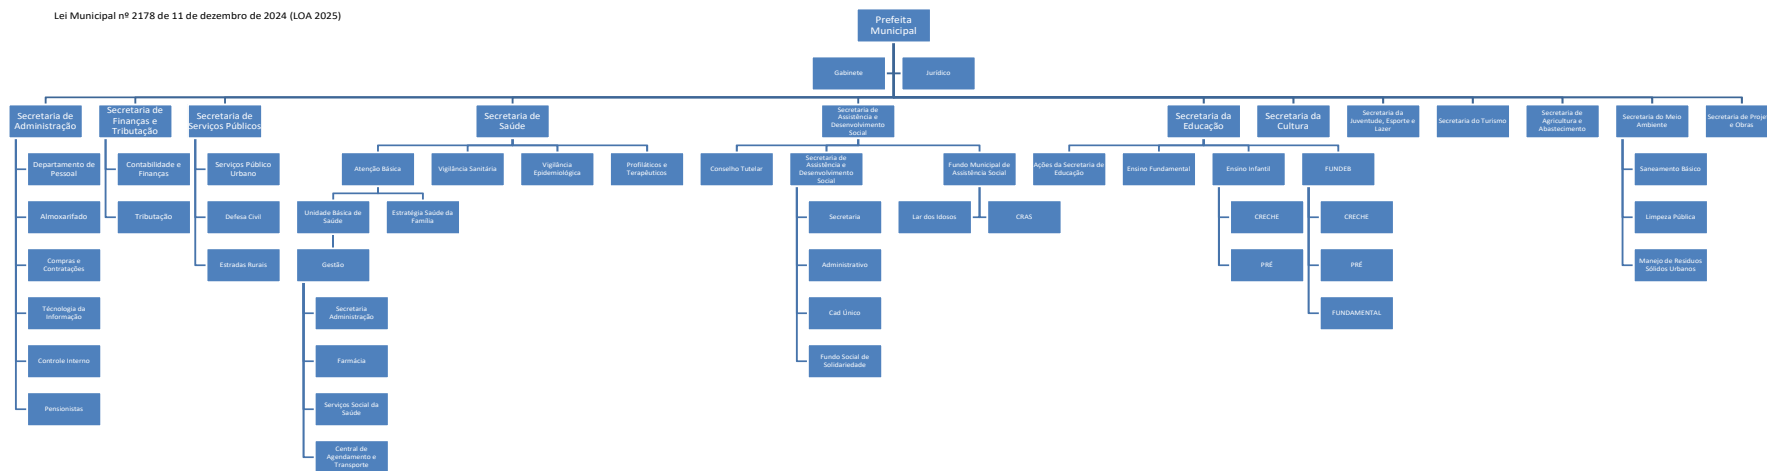 Lei Municipal nº 2178 de 11 de dezembro de 2024 (LOA 2025)
Prefeita
Municipal
Gabinete
Jurídico
Secretaria de
Administração
Secretaria de
Finanças e
Tributação
Secretaria de
Serviços Públicos
Secretaria de
Saúde
Secretaria de
Assistência e
Desenvolvimento
Social
Secretaria da
Educação
Secretaria da
Cultura
Secretaria da
Juventude, Esporte e
Lazer
Secretaria do Turismo
Secretaria de
Agricultura e
Abastecimento
Secretaria do Meio
Ambiente
Secretaria de Projet
e Obras
Departamento de
Pessoal
Contabilidade e
Finanças
Serviços Público
Urbano
Atenção Básica
Vigilância Sanitária
Vigilância
Epidemiológica
Profiláticos e
Terapêuticos
Conselho Tutelar
Secretaria de
Assistência e
Desenvolvimento
Social
Fundo Municipal de
Assistência Social
Ações da Secretaria de
Educação
Ensino Fundamental
Ensino Infantil
FUNDEB
Saneamento Básico
Almoxarifado
Tributação
Defesa Civil
Unidade Básica de
Saúde
Estratégia Saúde da
Família
Secretaria
Lar dos Idosos
CRAS
CRECHE
CRECHE
Limpeza Pública
Compras e
Contratações
Estradas Rurais
Gestão
Administrativo
PRÉ
PRÉ
Manejo de Residuos
Sólidos Urbanos
Técnologia da
Informação
Secretaria
Administração
Cad Único
FUNDAMENTAL
Controle Interno
Farmácia
Fundo Social de
Solidariedade
Pensionistas
Serviços Social da
Saúde
Central de
Agendamento e
Transporte